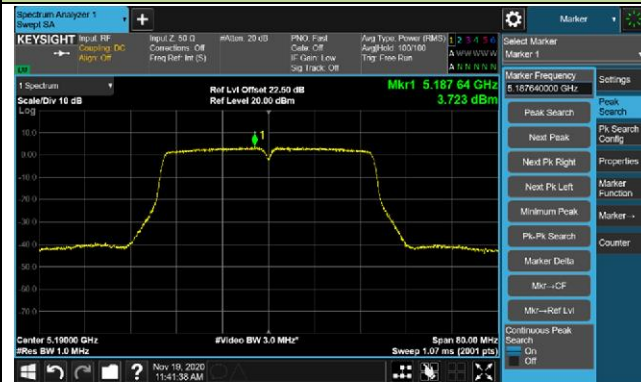 Spectrum Analyzer 1
Swept SA
+
Marker
KEYSIGHT Input: RF
Coupling: DC
Align: Off
Input Z: 50 Ω
Corrections: Off
Freq Ref: Int (S)
#Atten: 20 dB
PNO: Fast
Gate: Off
IF Gain: Low
Sig Track: Off
Avg Type: Power (RMS)
Avg|Hold: 100/100
Trig: Free Run
1 2 3 4 5 6
A W W W W W
A N N N N N
Select Marker
Marker 1
1 Spectrum
Scale/Div 10 dB
Log
Ref Lvl Offset 22.50 dB
Ref Level 20.00 dBm
Mkr1 5.187 64 GHz
3.723 dBm
Marker Frequency
5.187640000 GHz
Peak Search
Next Peak
Next Pk Right
Next Pk Left
Minimum Peak
Pk-Pk Search
Marker Delta
Mkr→CF
Mkr→Ref Lvl
Continuous Peak
Search
On
Off
Settings
Peak
Search
Pk Search
Config
Properties
Marker
Function
Marker→
Counter
10.0
0.00
-10.0
-20.0
-30.0
-40.0
-50.0
-60.0
-70.0
1
Center 5.19000 GHz
#Res BW 1.0 MHz
#Video BW 3.0 MHz*
Span 80.00 MHz
Sweep 1.07 ms (2001 pts)
?
Nov 19, 2020
11:41:38 AM